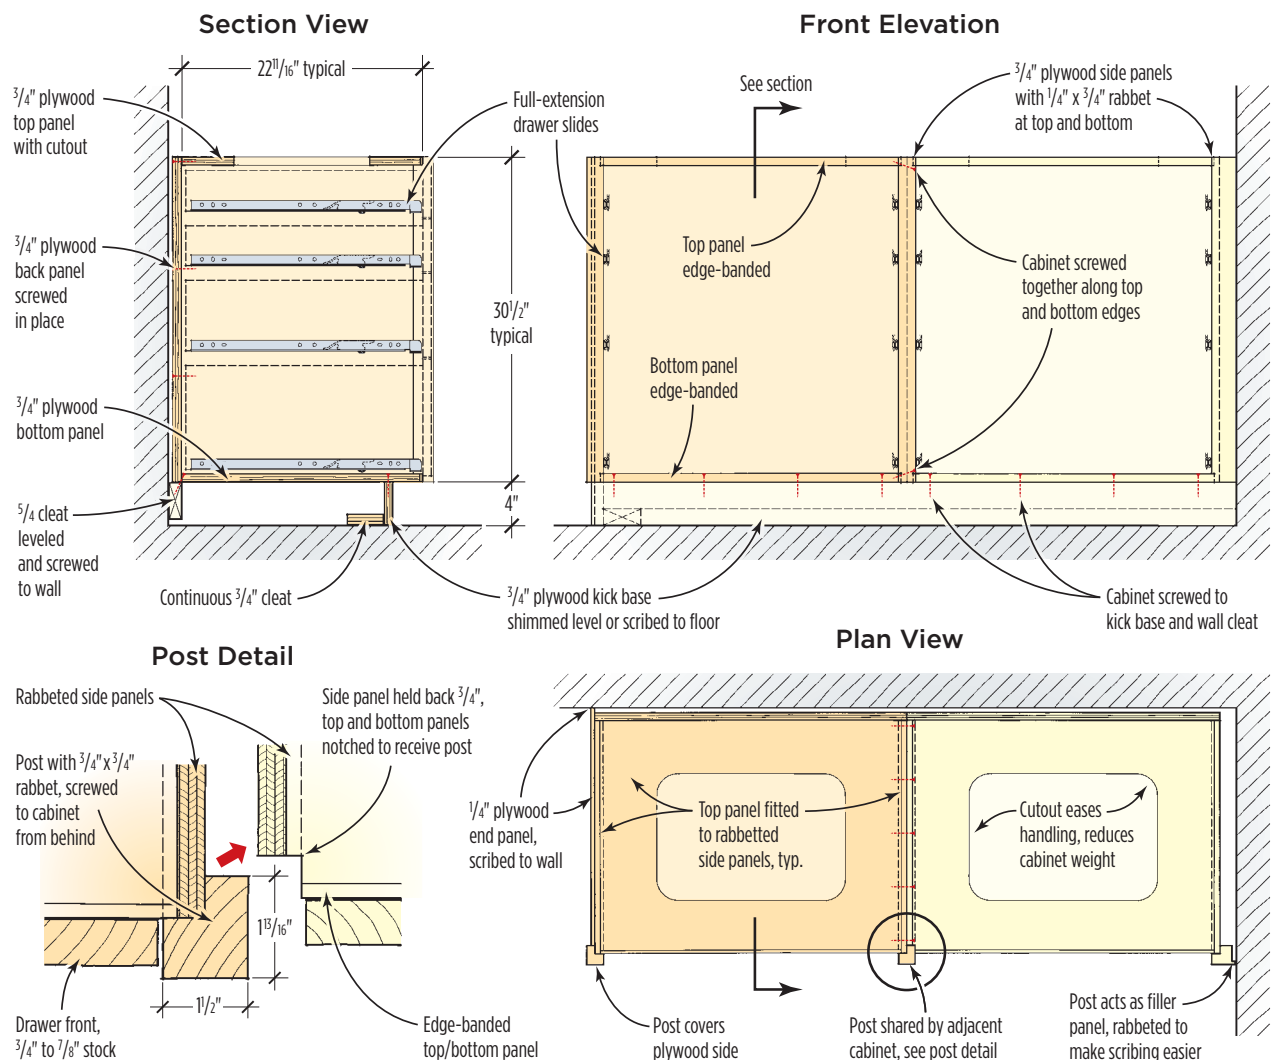 Section View
22 11/16" typical
3/4" plywood
top panel
with cutout
Full-extension
drawer slides
3/4" plywood
back panel
screwed
in place
30 1/2"
typical
3/4" plywood
bottom panel
4"
5/4 cleat
leveled
and screwed
to wall
Continuous 3/4" cleat
3/4" plywood kick base
shimmed level or scribed to floor
Front Elevation
See section
3/4" plywood side panels
with 1/4" x 3/4" rabbet
at top and bottom
Top panel
edge-banded
Cabinet screwed
together along top
and bottom edges
Bottom panel
edge-banded
Cabinet screwed to
kick base and wall cleat
Post Detail
Rabbeted side panels
Side panel held back 3/4",
top and bottom panels
notched to receive post
Post with 3/4" x 3/4"
rabbet, screwed
to cabinet
from behind
1 13/16"
1 1/2"
Drawer front,
3/4" to 7/8" stock
Edge-banded
top/bottom panel
Plan View
1/4" plywood
end panel,
scribed to wall
Top panel fitted
to rabbetted
side panels, typ.
Cutout eases
handling, reduces
cabinet weight
Post covers
plywood side
Post shared by adjacent
cabinet, see post detail
Post acts as filler
panel, rabbeted to
make scribing easier